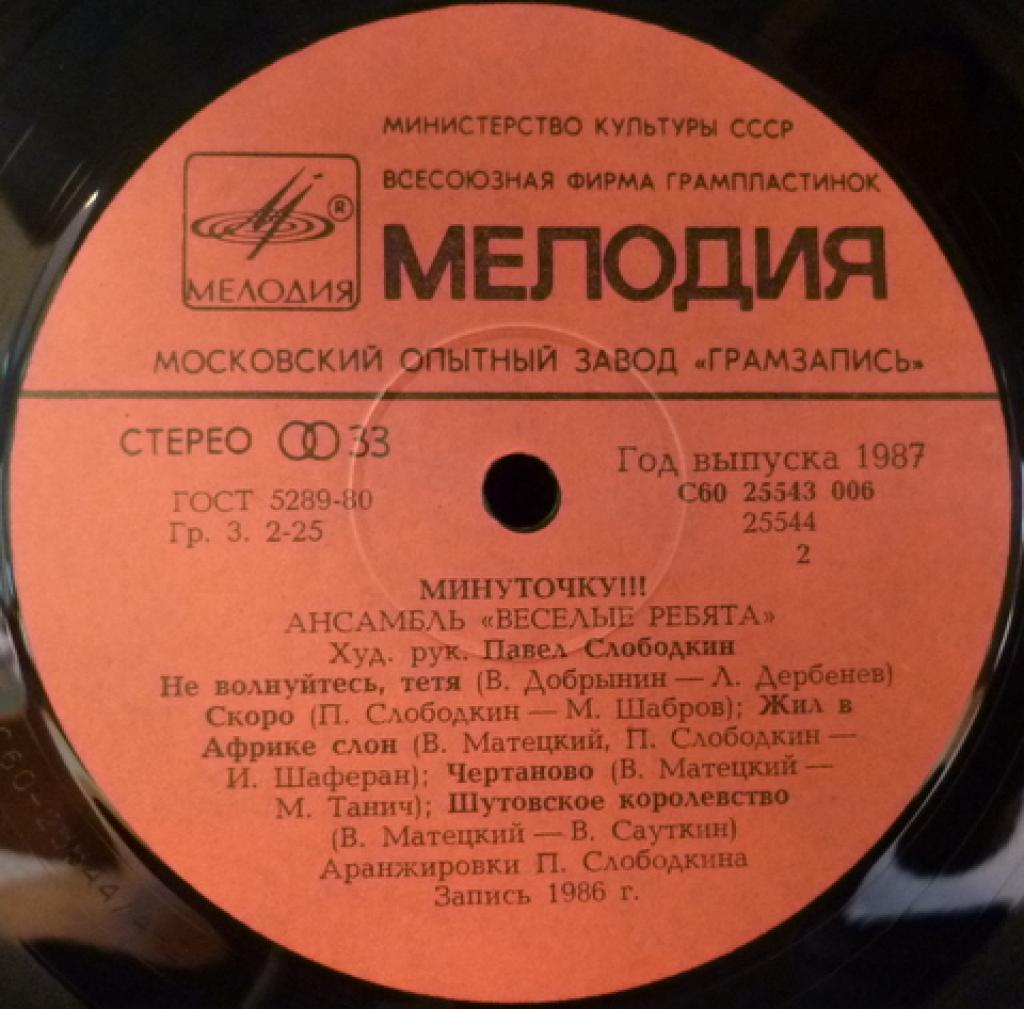 МИНИСТЕРСТВО КУЛЬТУРЫ СССР
ВСЕСОЮЗНАЯ ФИРМА ГРАМПЛАСТИНОК
®
МЕЛОДИЯ
МЕЛОДИЯ
МОСКОВСКИЙ ОПЫТНЫЙ ЗАВОД «ГРАМЗАПИСЬ»
СТЕРЕО 33
ГОСТ 5289-80
Гр. 3. 2-25
Год выпуска 1987
С60 25543 006
25544
2
МИНУТОЧКУ!!!
АНСАМБЛЬ «ВЕСЕЛЫЕ РЕБЯТА»
Худ. рук. Павел Слободкин
Не волнуйтесь, тетя (В. Добрынин — Л. Дербенев)
Скоро (П. Слободкин — М. Шабров); Жил в
Африке слон (В. Матецкий, П. Слободкин —
И. Шаферан); Чертаново (В. Матецкий —
М. Танич); Шутовское королевство
(В. Матецкий — В. Сауткин)
Аранжировки П. Слободкина
Запись 1986 г.